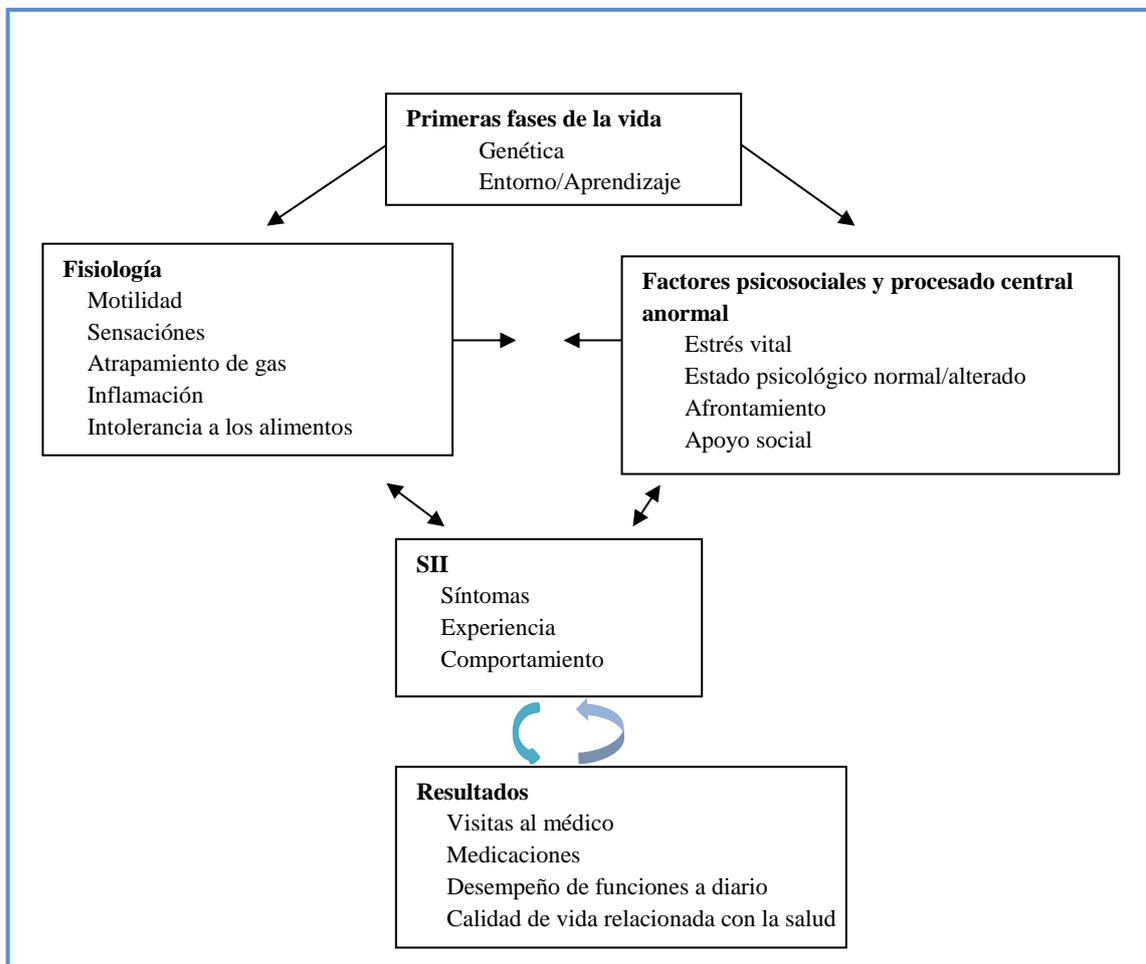 Primeras fases de la vida
Genética
Entorno/Aprendizaje
Fisiología
Motilidad
Sensaciónes
Atrapamiento de gas
Inflamación
Intolerancia a los alimentos
Factores psicosociales y procesado central
anormal
Estrés vital
Estado psicológico normal/alterado
Afrontamiento
Apoyo social
SII
Síntomas
Experiencia
Comportamiento
Resultados
Visitas al médico
Medicaciones
Desempeño de funciones a diario
Calidad de vida relacionada con la salud